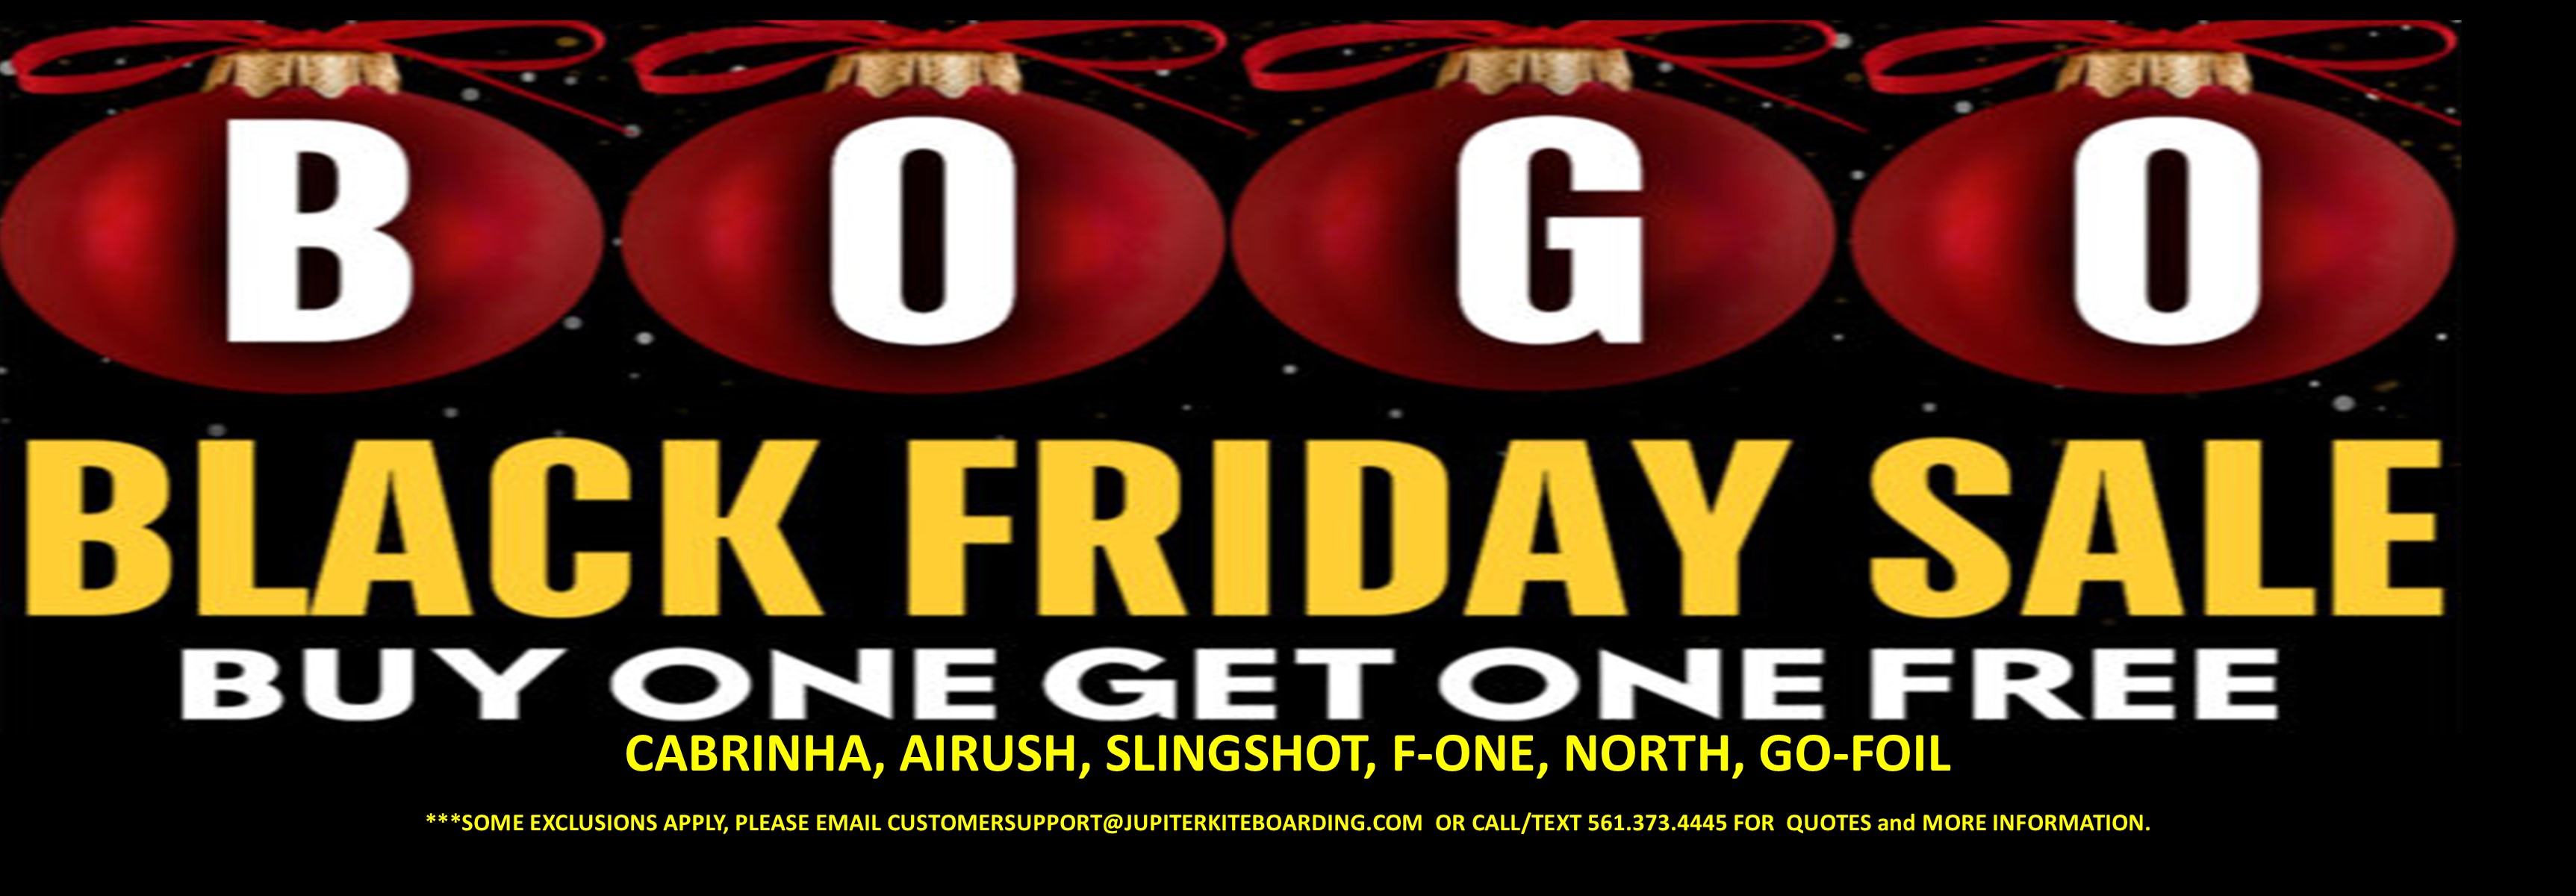 BOGO
BLACK FRIDAY SALE
BUY ONE GET ONE FREE
CABRINHA, AIRUSH, SLINGSHOT, F-ONE, NORTH, GO-FOIL
***SOME EXCLUSIONS APPLY, PLEASE EMAIL CUSTOMERSUPPORT@JUPITERKITEBOARDING.COM OR CALL/TEXT 561.373.4445 FOR QUOTES and MORE INFORMATION.